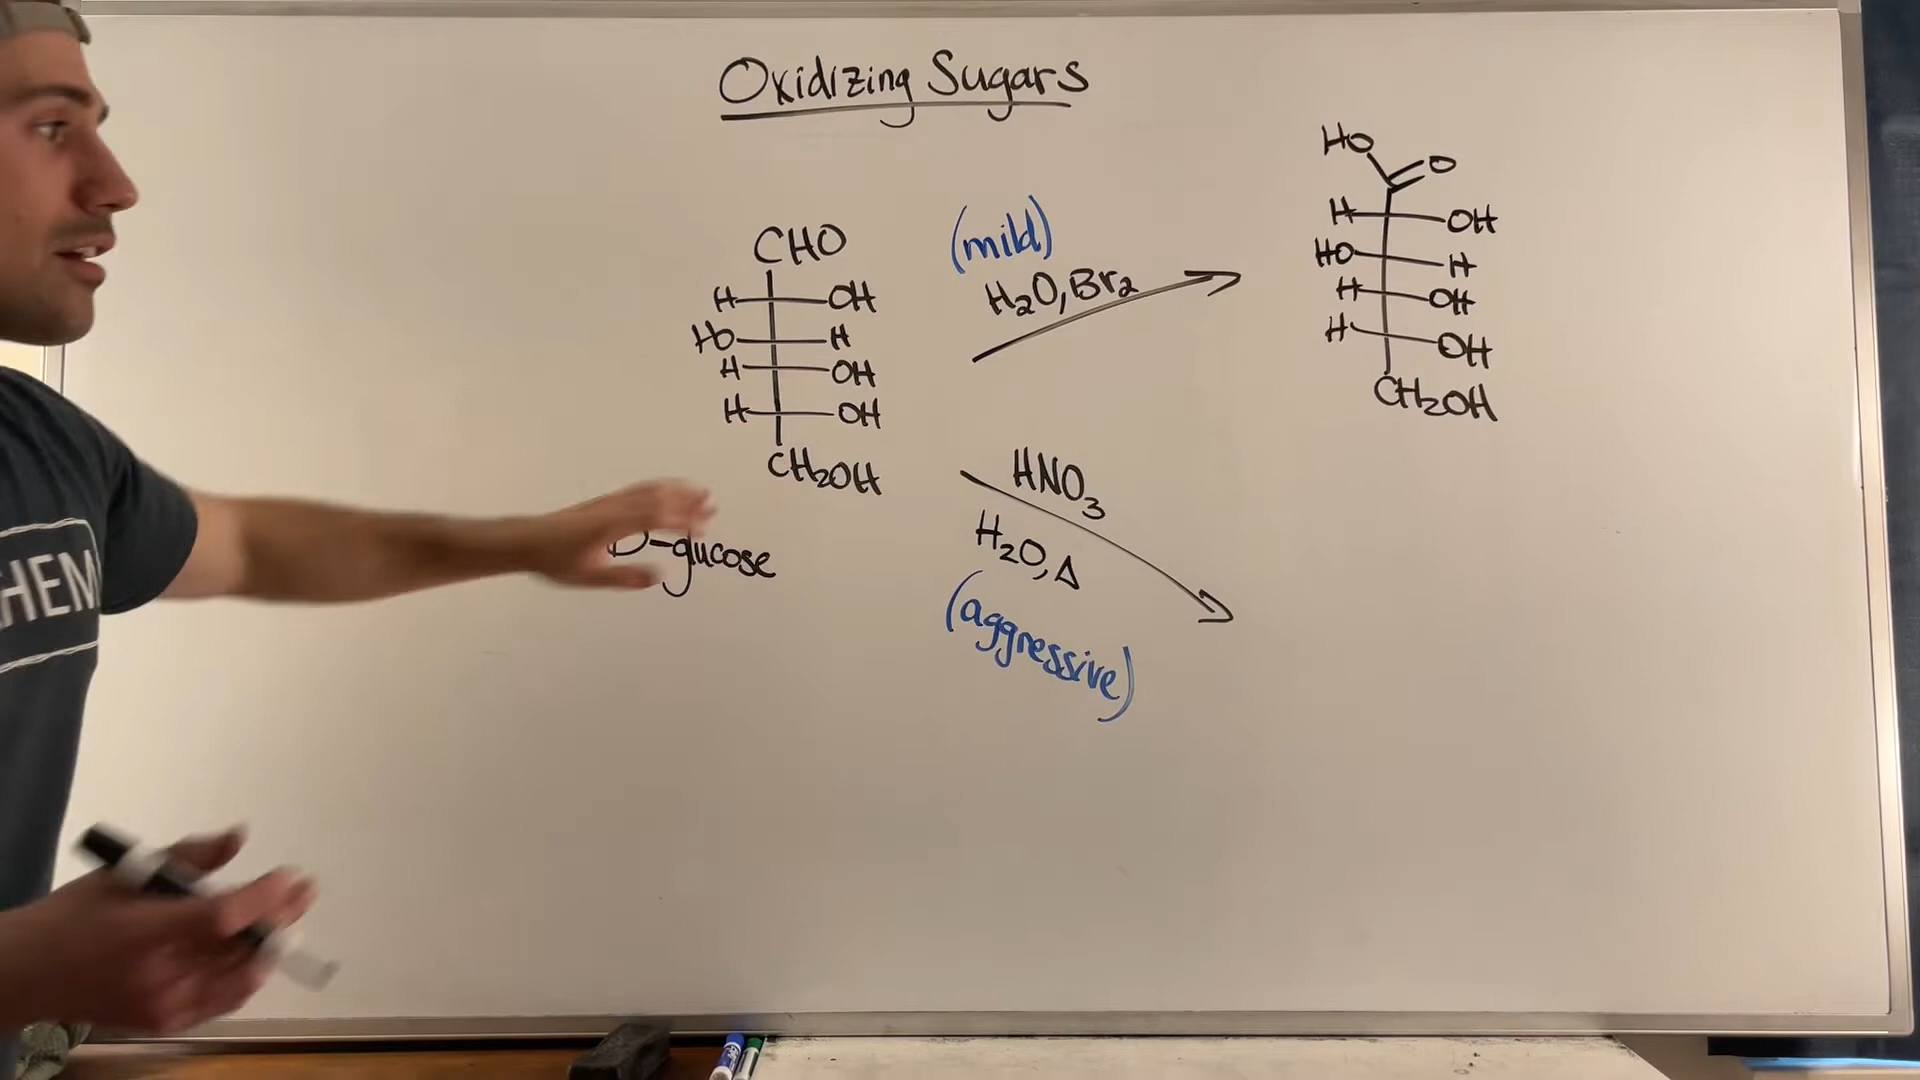 Oxidizing Sugars
CHO
H OH
HO H
H OH
H OH
CH2OH
D-glucose
(mild)
H2O, Br2
HNO3
H2O, Δ
(aggressive)
HO O
H OH
HO H
H OH
H OH
CH2OH
HEM